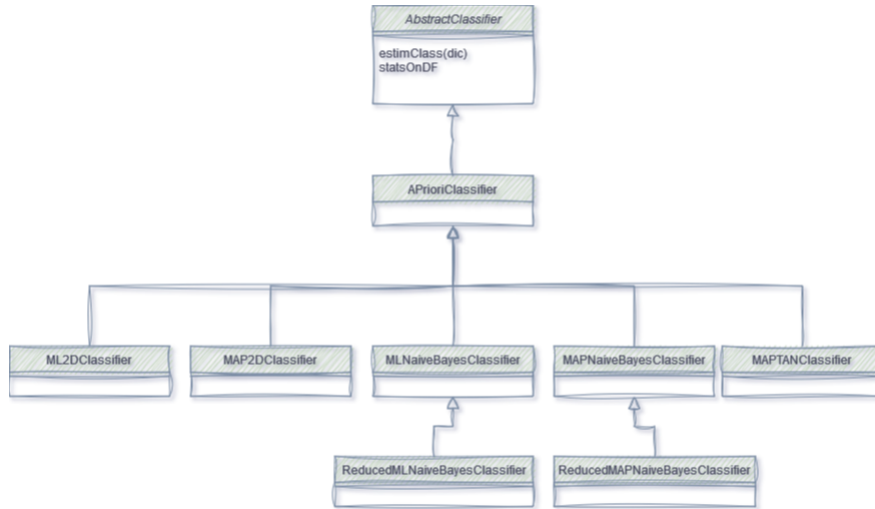 AbstractClassifier
estimClass(dic)
statsOnDF
APrioriClassifier
ML2DClassifier
MAP2DClassifier
MLNaiveBayesClassifier
MAPNaiveBayesClassifier
MAPTANClassifier
ReducedMLNaiveBayesClassifier
ReducedMAPNaiveBayesClassifier